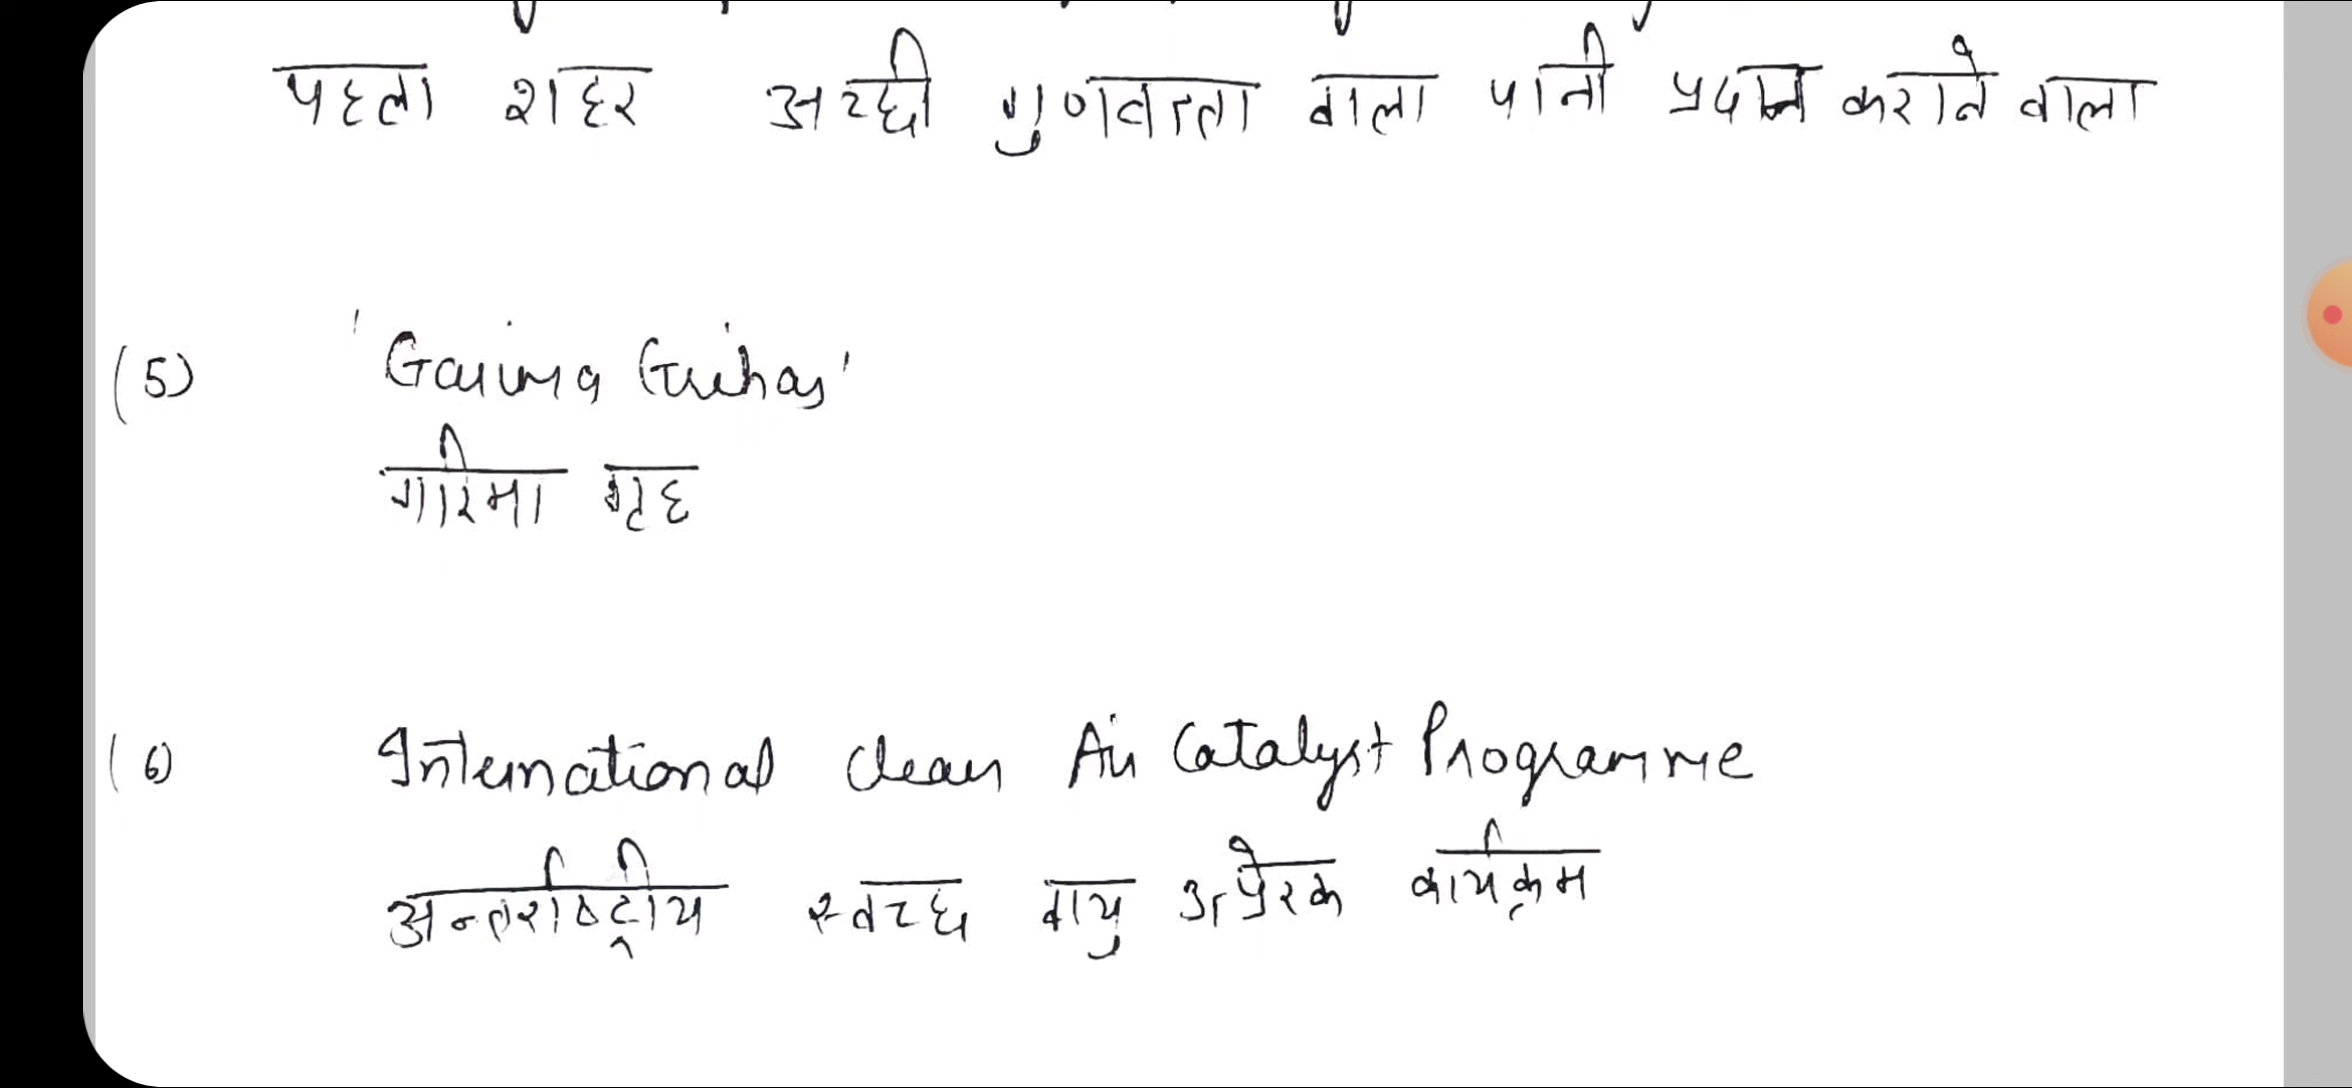 पहला शहर अच्छी गुणवत्ता वाला पानी प्रदान कराने वाला
(5) 'Garima Grihas'
गरिमा गृह
(6) International Clean Air Catalyst Programme
अन्तर्राष्ट्रीय स्वच्छ वायु उत्प्रेरक कार्यक्रम